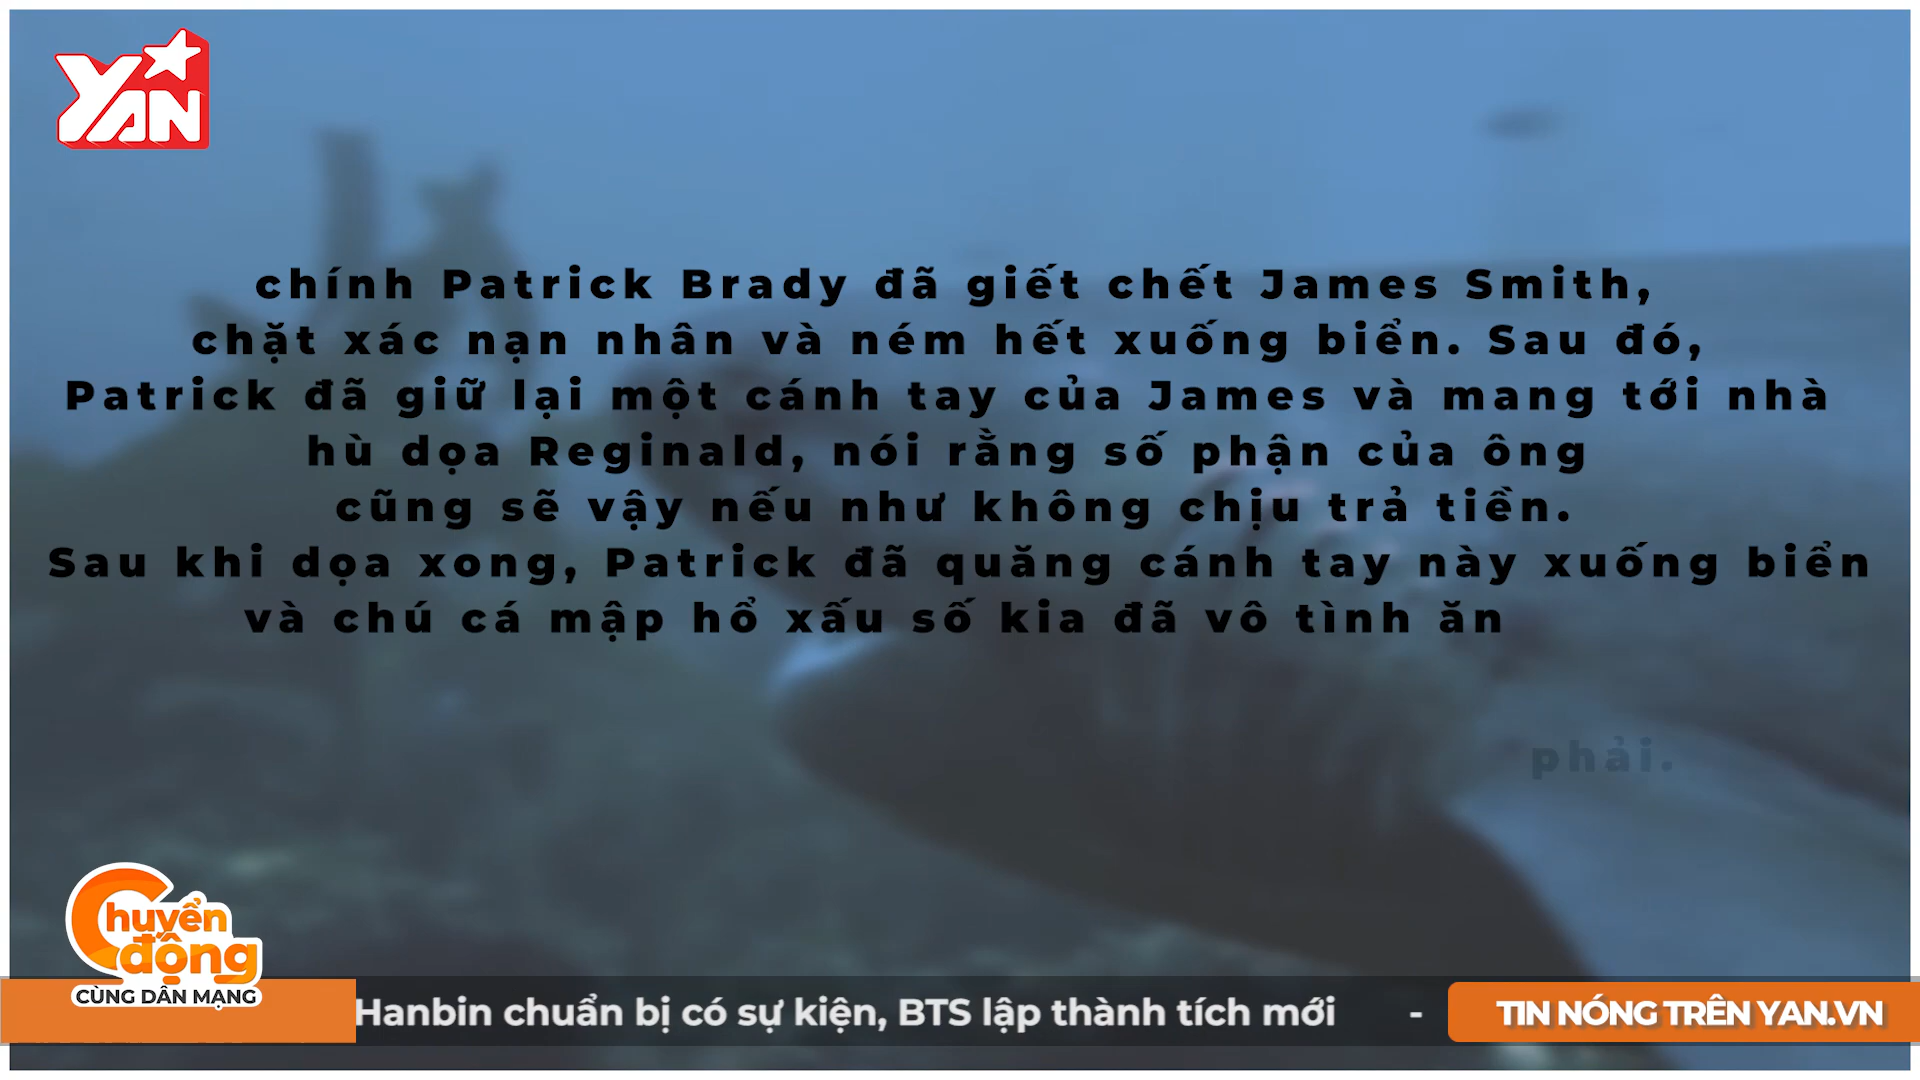 YAN
chính Patrick Brady đã giết chết James Smith,
chặt xác nạn nhân và ném hết xuống biển. Sau đó,
Patrick đã giữ lại một cánh tay của James và mang tới nhà
hù dọa Reginald, nói rằng số phận của ông
cũng sẽ vậy nếu như không chịu trả tiền.
Sau khi dọa xong, Patrick đã quăng cánh tay này xuống biển
và chú cá mập hổ xấu số kia đã vô tình ăn
phải.
Chuyển
động
CÙNG DÂN MẠNG
Hanbin chuẩn bị có sự kiện, BTS lập thành tích mới -
TIN NÓNG TRÊN YAN.VN